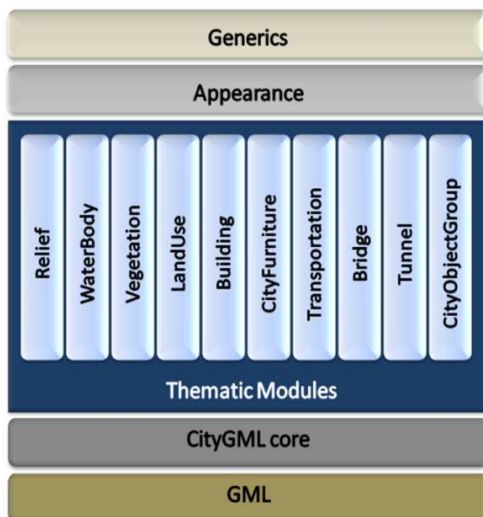 Generics
Appearance
Relief
WaterBody
Vegetation
LandUse
Building
CityFurniture
Transportation
Bridge
Tunnel
CityObjectGroup
Thematic Modules
CityGML core
GML